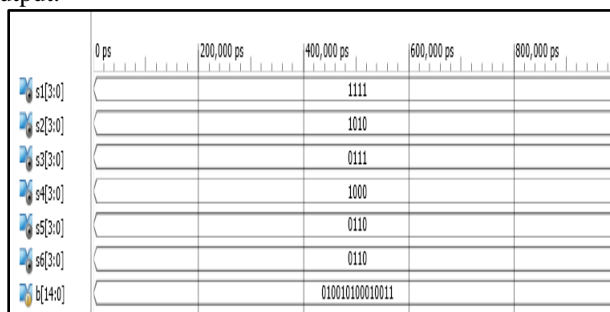 utput.
0 ps 200,000 ps 400,000 ps 600,000 ps 800,000 ps
s1[3:0] 1111
s2[3:0] 1010
s3[3:0] 0111
s4[3:0] 1000
s5[3:0] 0110
s6[3:0] 0110
b[14:0] 010010100010011